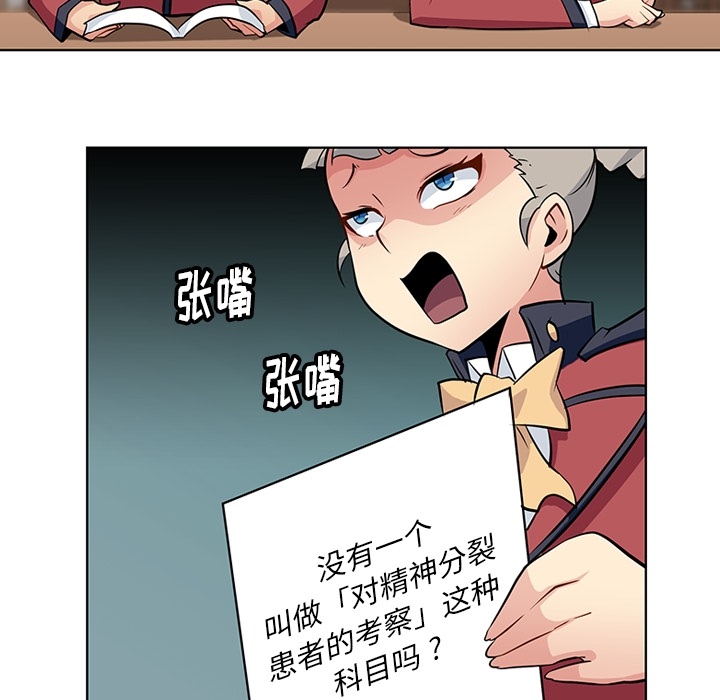 张嘴
张嘴
没有一个
叫做「对精神分裂
患者的考察」这种
科目吗？